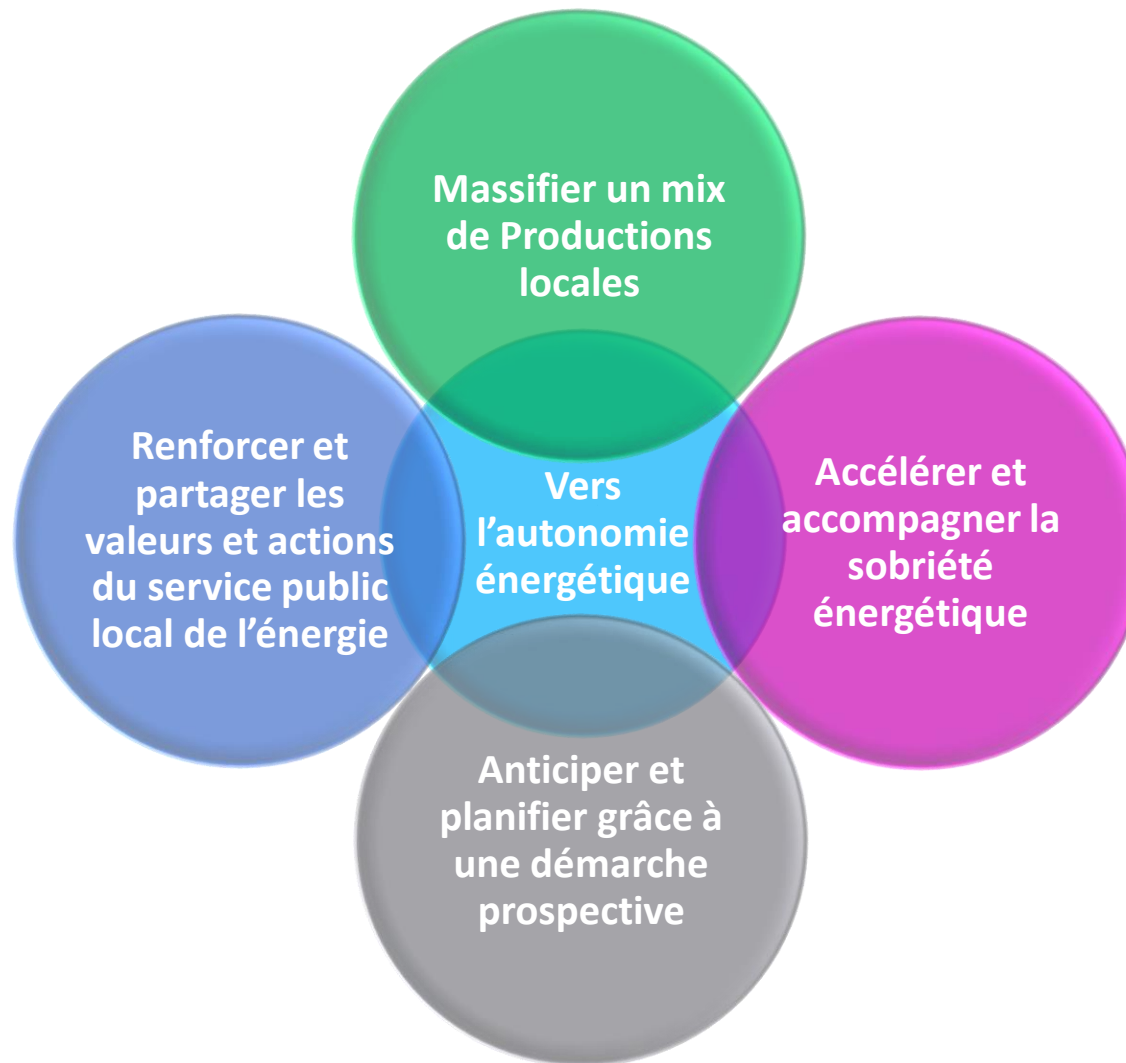 Massifier un mix
de Productions
locales
Renforcer et
partager les
valeurs et actions
du service public
local de l’énergie
Vers
l’autonomie
énergétique
Accélérer et
accompagner la
sobriété
énergétique
Anticiper et
planifier grâce à
une démarche
prospective